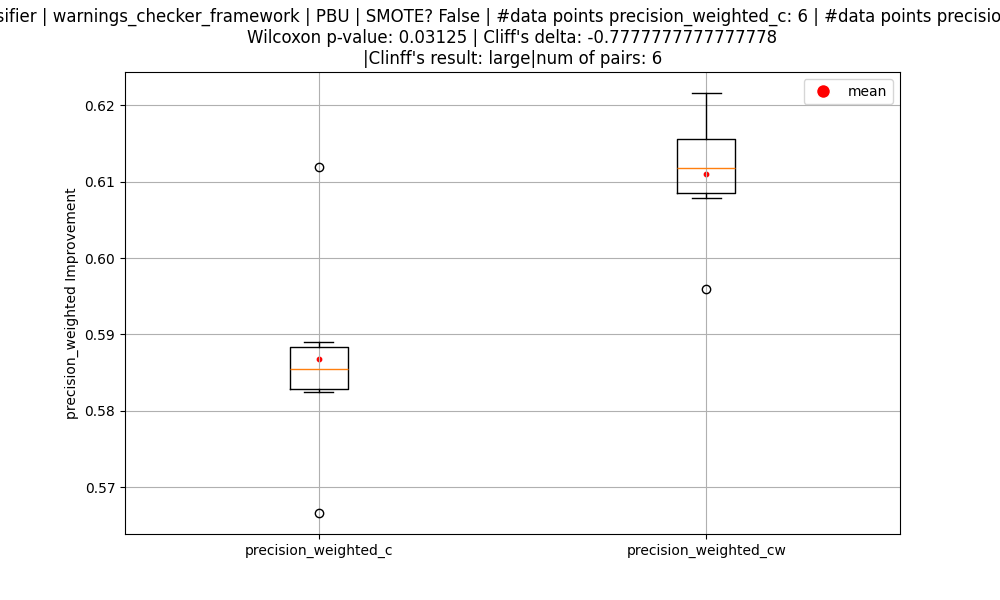 | warnings_checker_framework | PBU | SMOTE? False | #data points precision_weighted_c: 6 | #data points
Wilcoxon p-value: 0.03125 | Cliff's delta: -0.7777777777777778
|Clinff's result: large|num of pairs: 6
mean
0.62
0.61
0.60
0.59
0.58
0.57
precision_weighted Improvement
precision_weighted_c
precision_weighted_cw